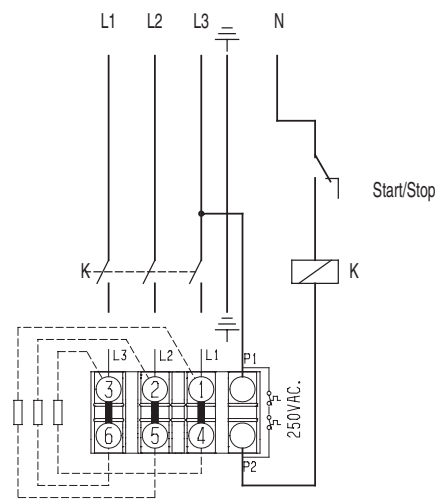 L1 L2 L3 N
Start/Stop
K K
L3 L2 L1 P1
3 2 1
250VAC.
6 5 4
P2